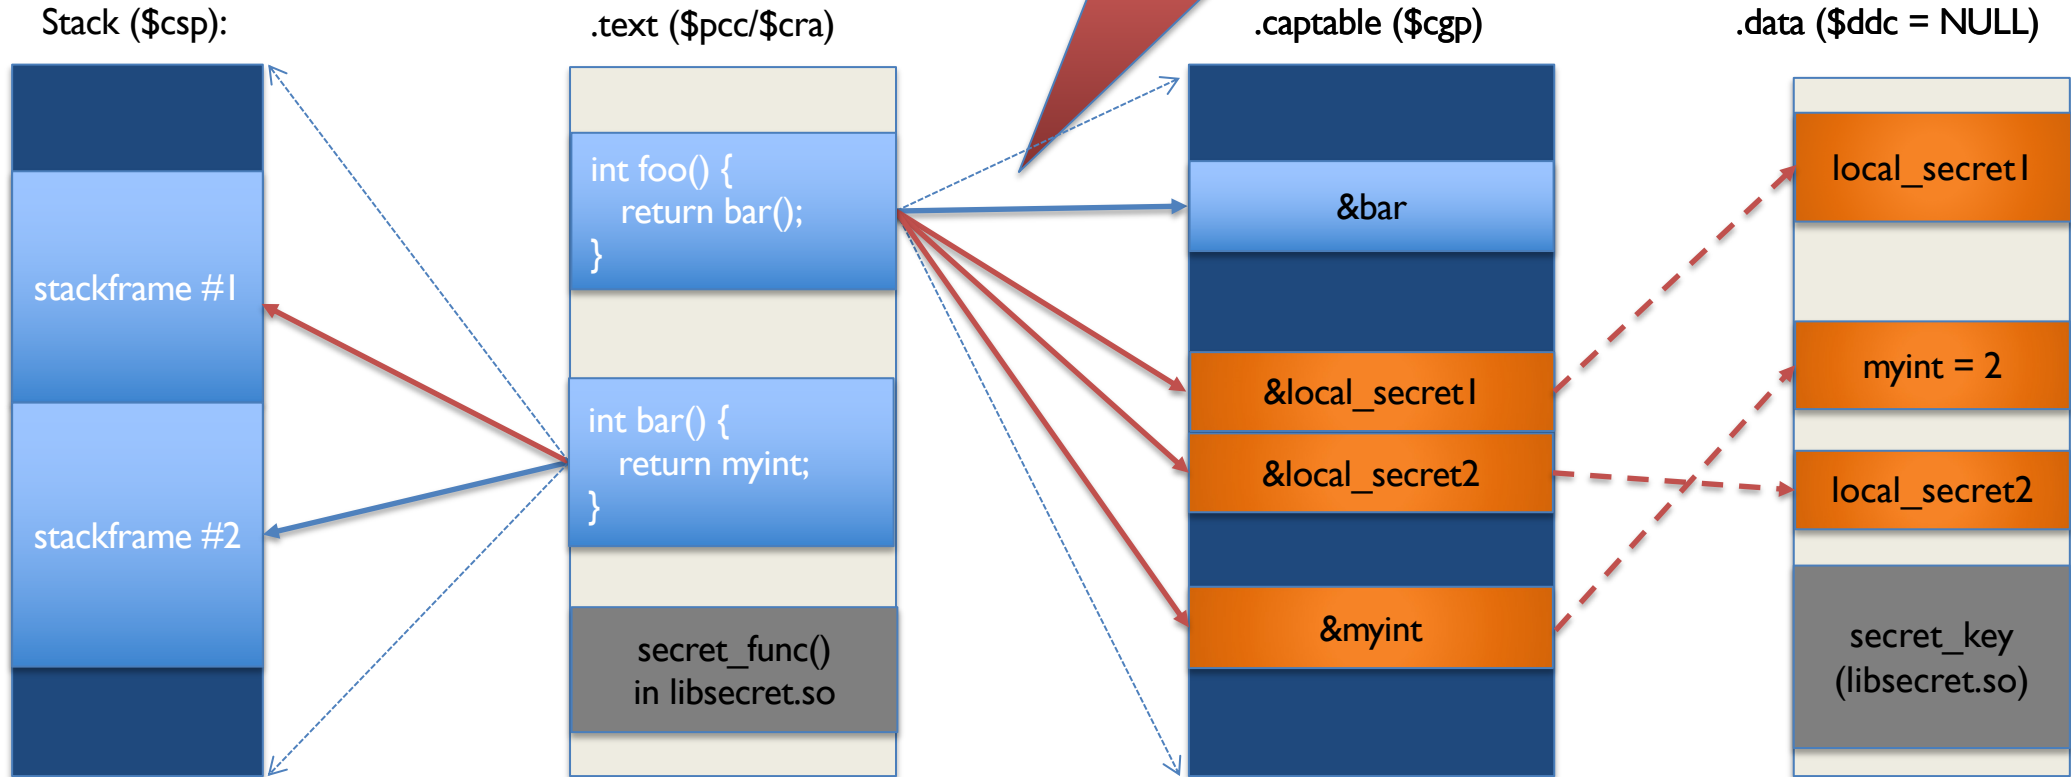 Stack ($csp):
.text ($pcc/$cra)
.captable ($cgp)
.data ($ddc = NULL)
stackframe #1
stackframe #2
int foo() {
return bar();
}
int bar() {
return myint;
}
secret_func()
in libsecret.so
&bar
&local_secret1
&local_secret2
&myint
local_secret1
myint = 2
local_secret2
secret_key
(libsecret.so)